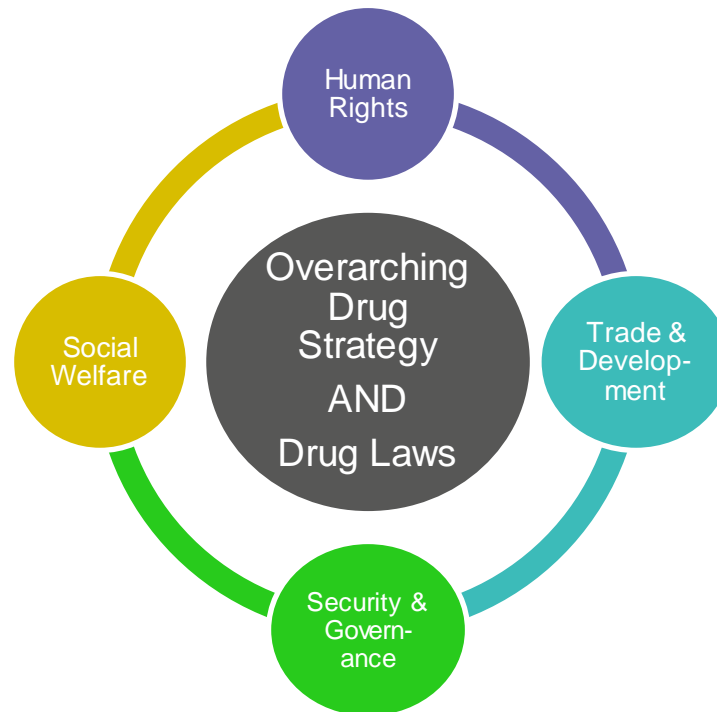 Human
Rights
Overarching
Drug
Strategy
AND
Drug Laws
Social
Welfare
Trade &
Develop-
ment
Security &
Govern-
ance